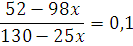 52 − 98x
130 − 25x
= 0,1